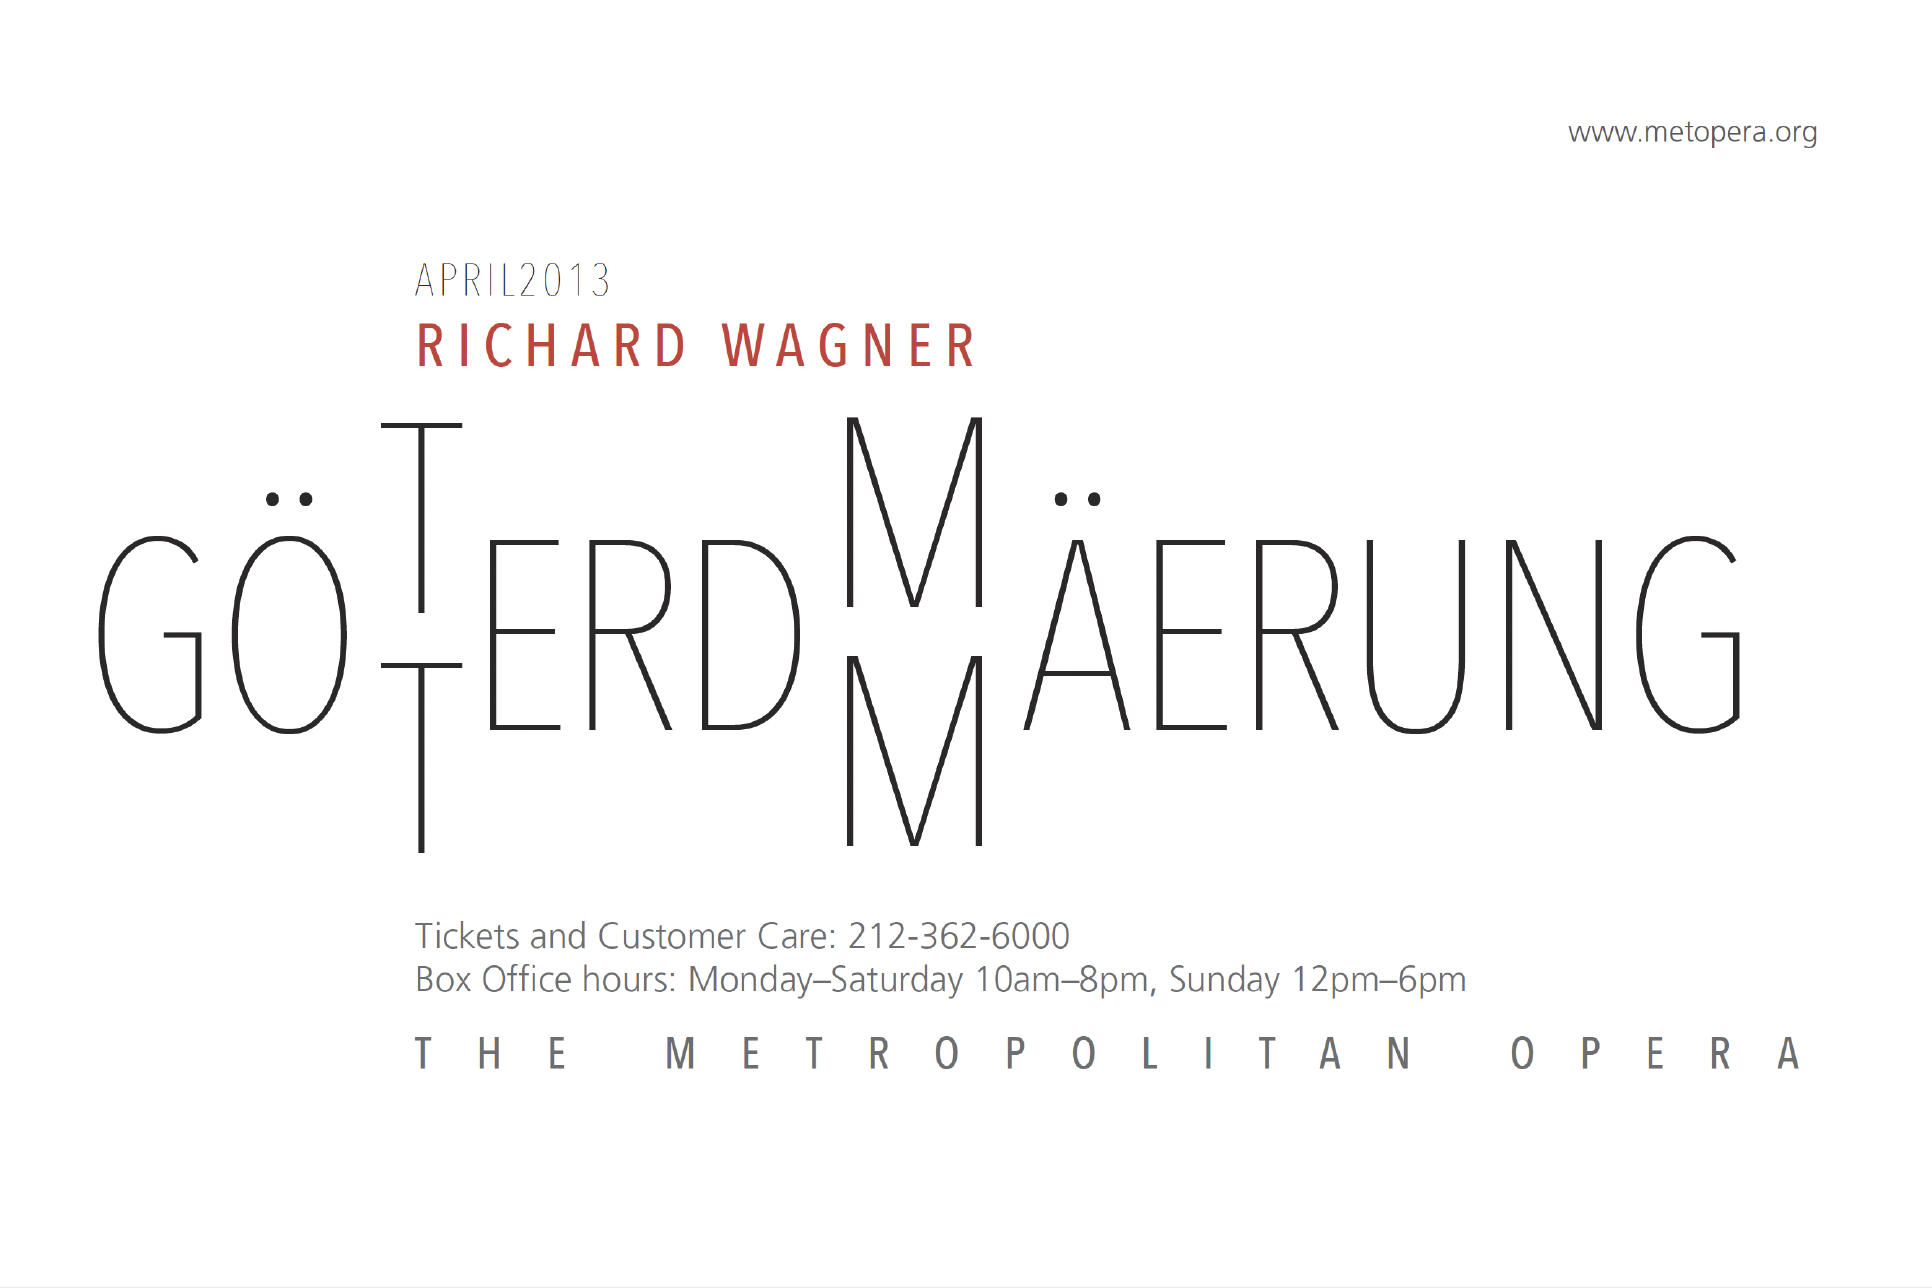 www.metopera.org
APRIL2013
RICHARD WAGNER
GÖTTERDMMÄERUNG
Tickets and Customer Care: 212-362-6000
Box Office hours: Monday–Saturday 10am–8pm, Sunday 12pm–6pm
THE METROPOLITAN OPERA